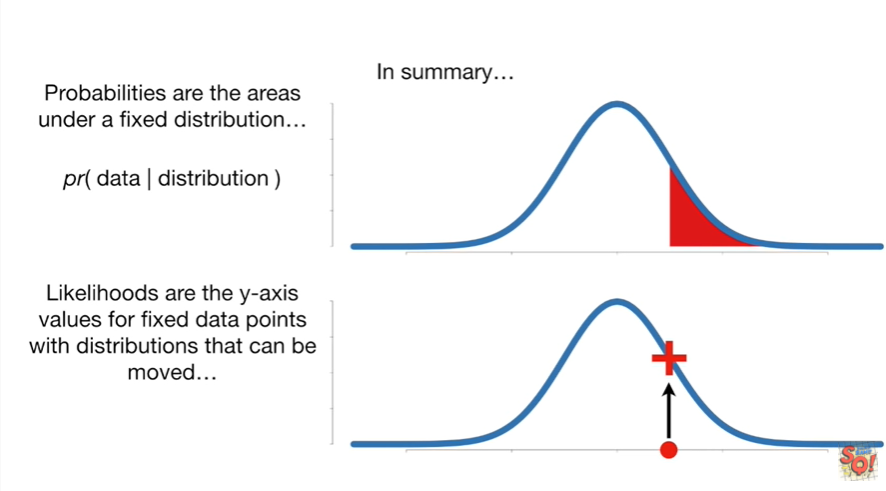 In summary…
Probabilities are the areas
under a fixed distribution…
pr( data | distribution )
Likelihoods are the y-axis
values for fixed data points
with distributions that can be
moved…
SQ!